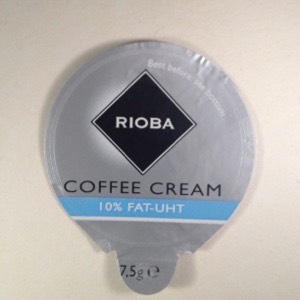 Best before: see bottom
RIOBA
COFFEE CREAM
10% FAT-UHT
7,5g ℮